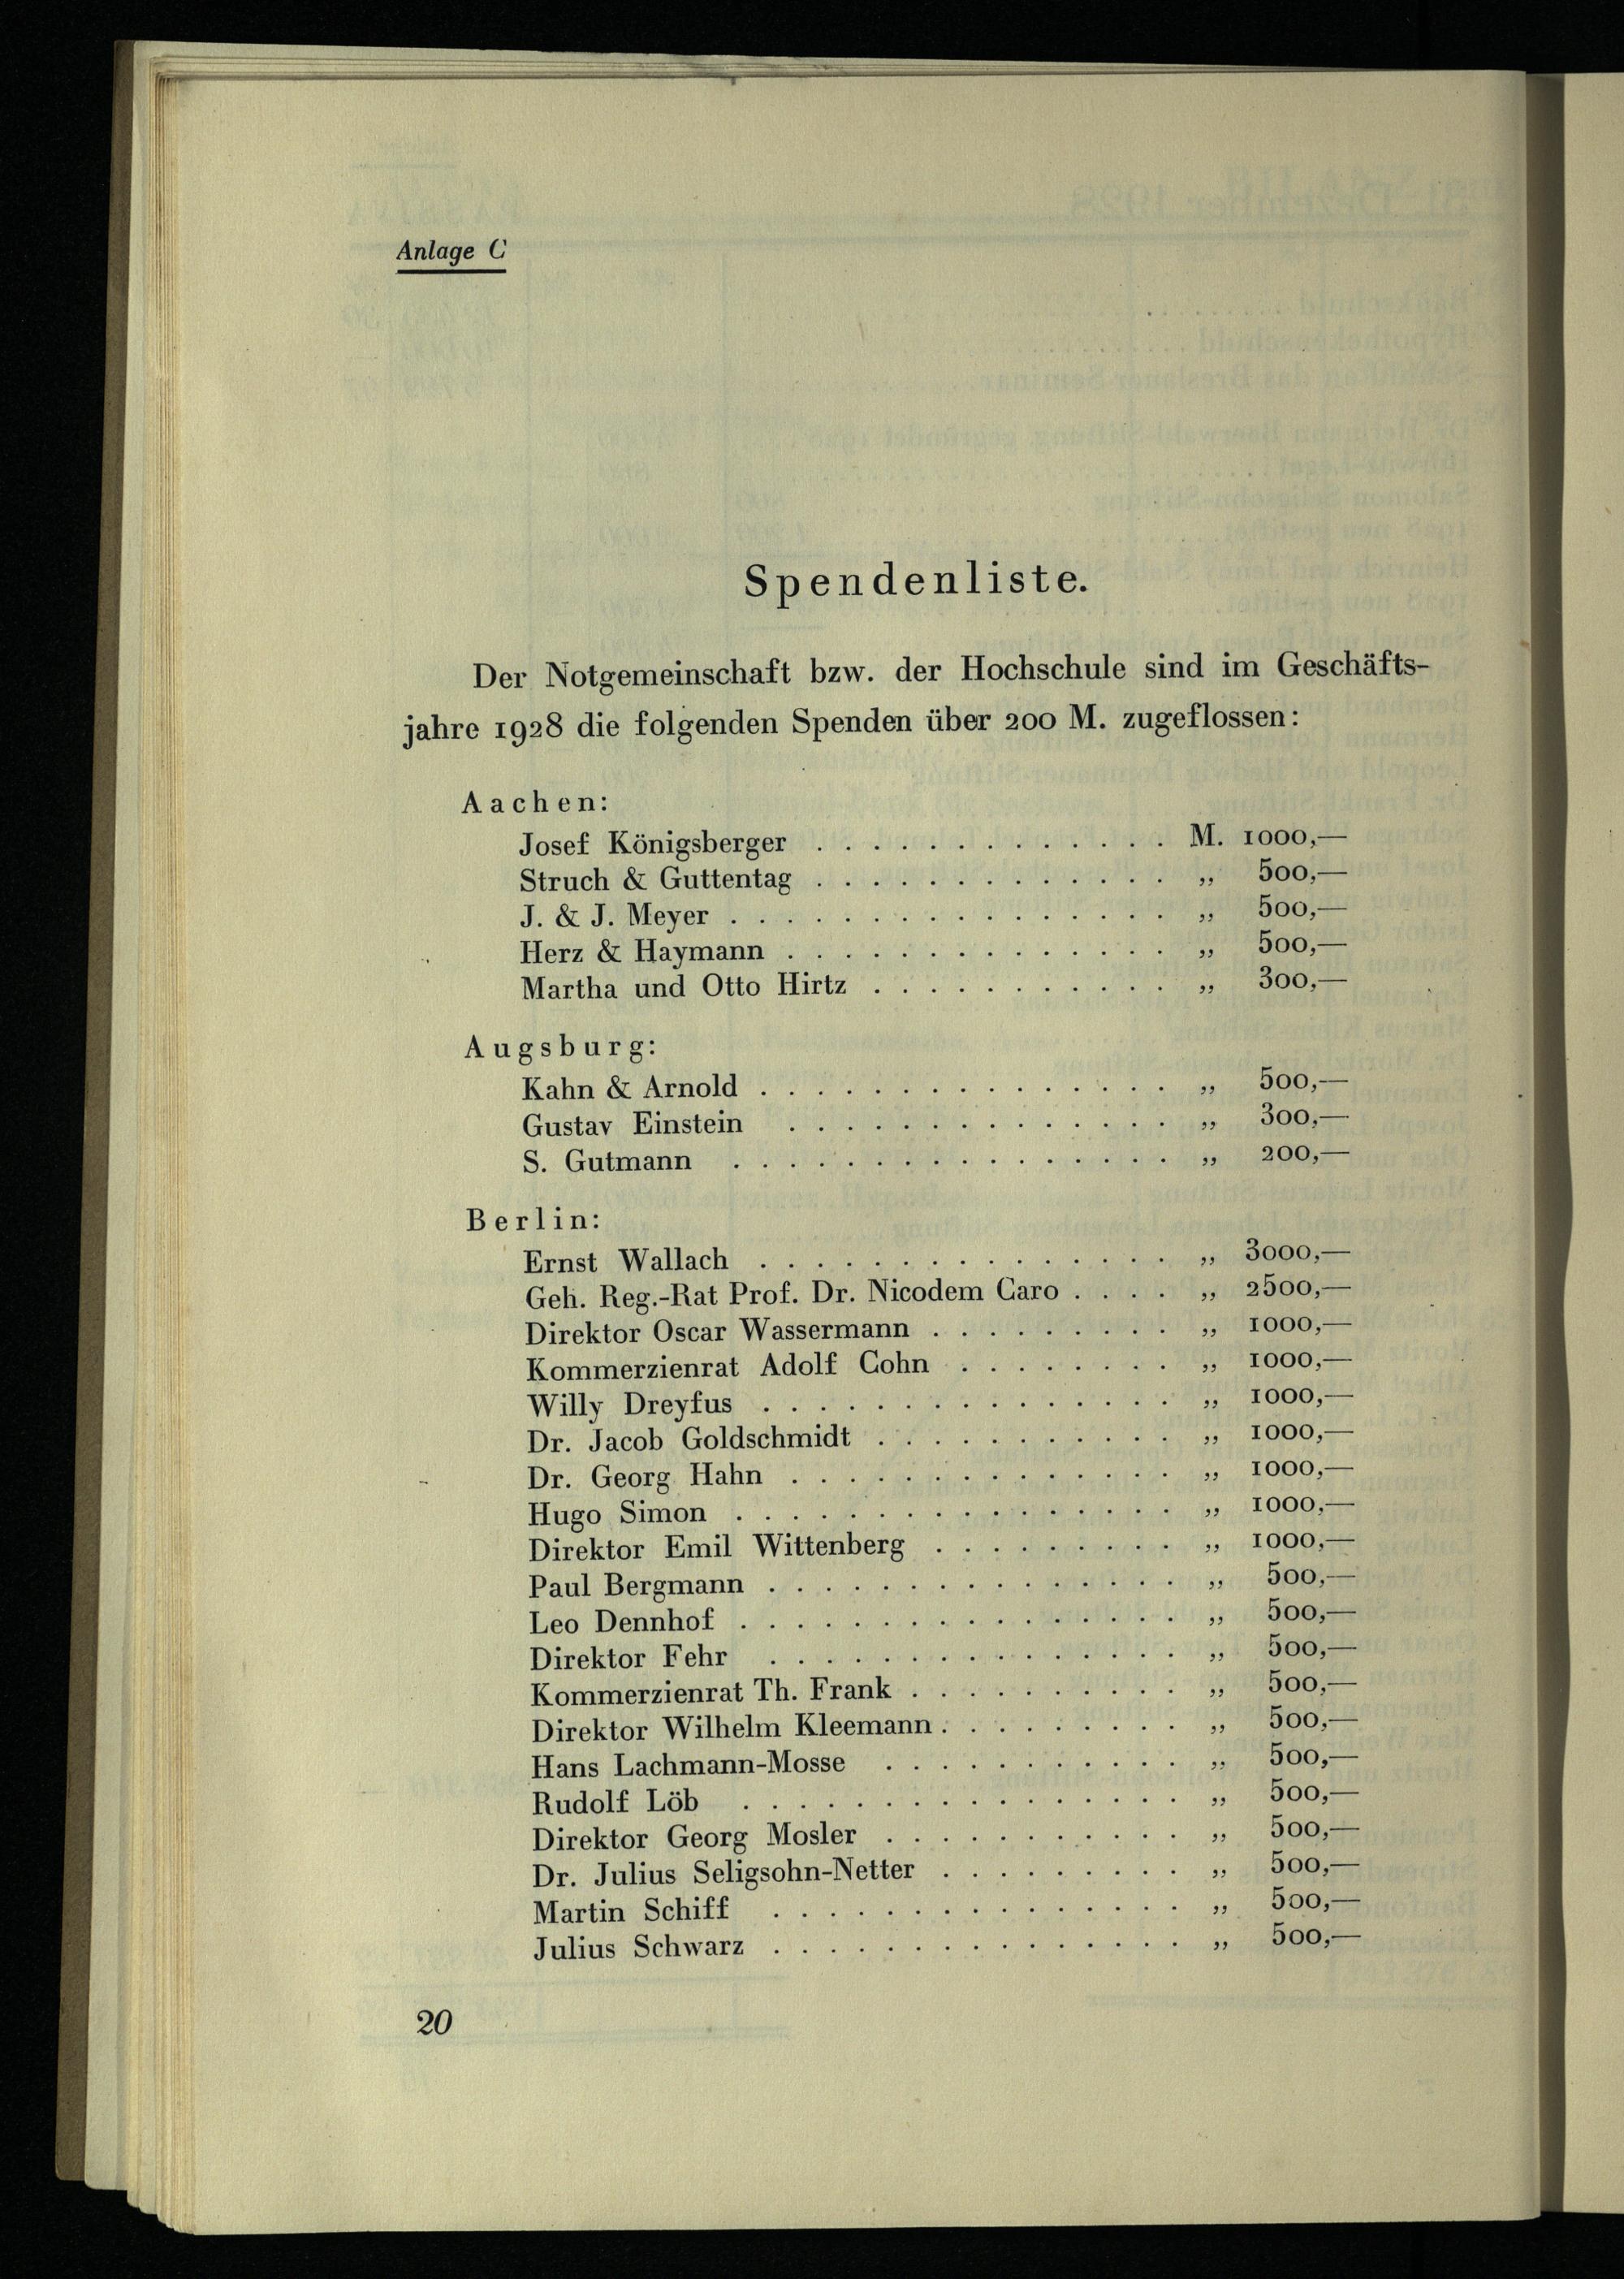 Anlage C
Spendenliste.
Der Notgemeinschaft bzw. der Hochschule sind im Geschäfts-
jahre 1928 die folgenden Spenden über 200 M. zugeflossen:
Aachen:
Josef Königsberger . . . . . . . . . . . . . M. 1000,—
Struch & Guttentag . . . . . . . . . . . . . „ 500,—
J. & J. Meyer . . . . . . . . . . . . . . . . „ 500,—
Herz & Haymann . . . . . . . . . . . . . . „ 500,—
Martha und Otto Hirtz . . . . . . . . . . . „ 300,—
Augsburg:
Kahn & Arnold . . . . . . . . . . . . . . . „ 500,—
Gustav Einstein . . . . . . . . . . . . . . „ 300,—
S. Gutmann . . . . . . . . . . . . . . . . „ 200,—
Berlin:
Ernst Wallach . . . . . . . . . . . . . . . „ 3000,—
Geh. Reg.-Rat Prof. Dr. Nicodem Caro . . . . „ 2500,—
Direktor Oscar Wassermann . . . . . . . . . „ 1000,—
Kommerzienrat Adolf Cohn . . . . . . . . „ 1000,—
Willy Dreyfus . . . . . . . . . . . . . . . „ 1000,—
Dr. Jacob Goldschmidt . . . . . . . . . . . „ 1000,—
Dr. Georg Hahn . . . . . . . . . . . . . . „ 1000,—
Hugo Simon . . . . . . . . . . . . . . . . „ 1000,—
Direktor Emil Wittenberg . . . . . . . . . „ 1000,—
Paul Bergmann . . . . . . . . . . . . . . . „ 500,—
Leo Dennhof . . . . . . . . . . . . . . . . „ 500,—
Direktor Fehr . . . . . . . . . . . . . . . „ 500,—
Kommerzienrat Th. Frank . . . . . . . . . . „ 500,—
Direktor Wilhelm Kleemann . . . . . . . . . „ 500,—
Hans Lachmann-Mosse . . . . . . . . . . . „ 500,—
Rudolf Löb . . . . . . . . . . . . . . . . „ 500,—
Direktor Georg Mosler . . . . . . . . . . . „ 500,—
Dr. Julius Seligsohn-Netter . . . . . . . . . „ 500,—
Martin Schiff . . . . . . . . . . . . . . . „ 500,—
Julius Schwarz . . . . . . . . . . . . . . . „ 500,—
20